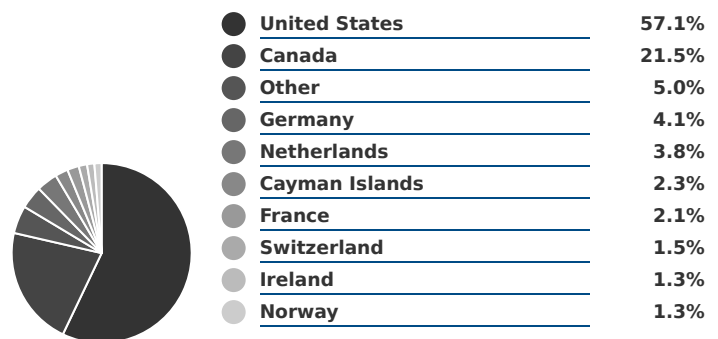 United States 57.1%
Canada 21.5%
Other 5.0%
Germany 4.1%
Netherlands 3.8%
Cayman Islands 2.3%
France 2.1%
Switzerland 1.5%
Ireland 1.3%
Norway 1.3%